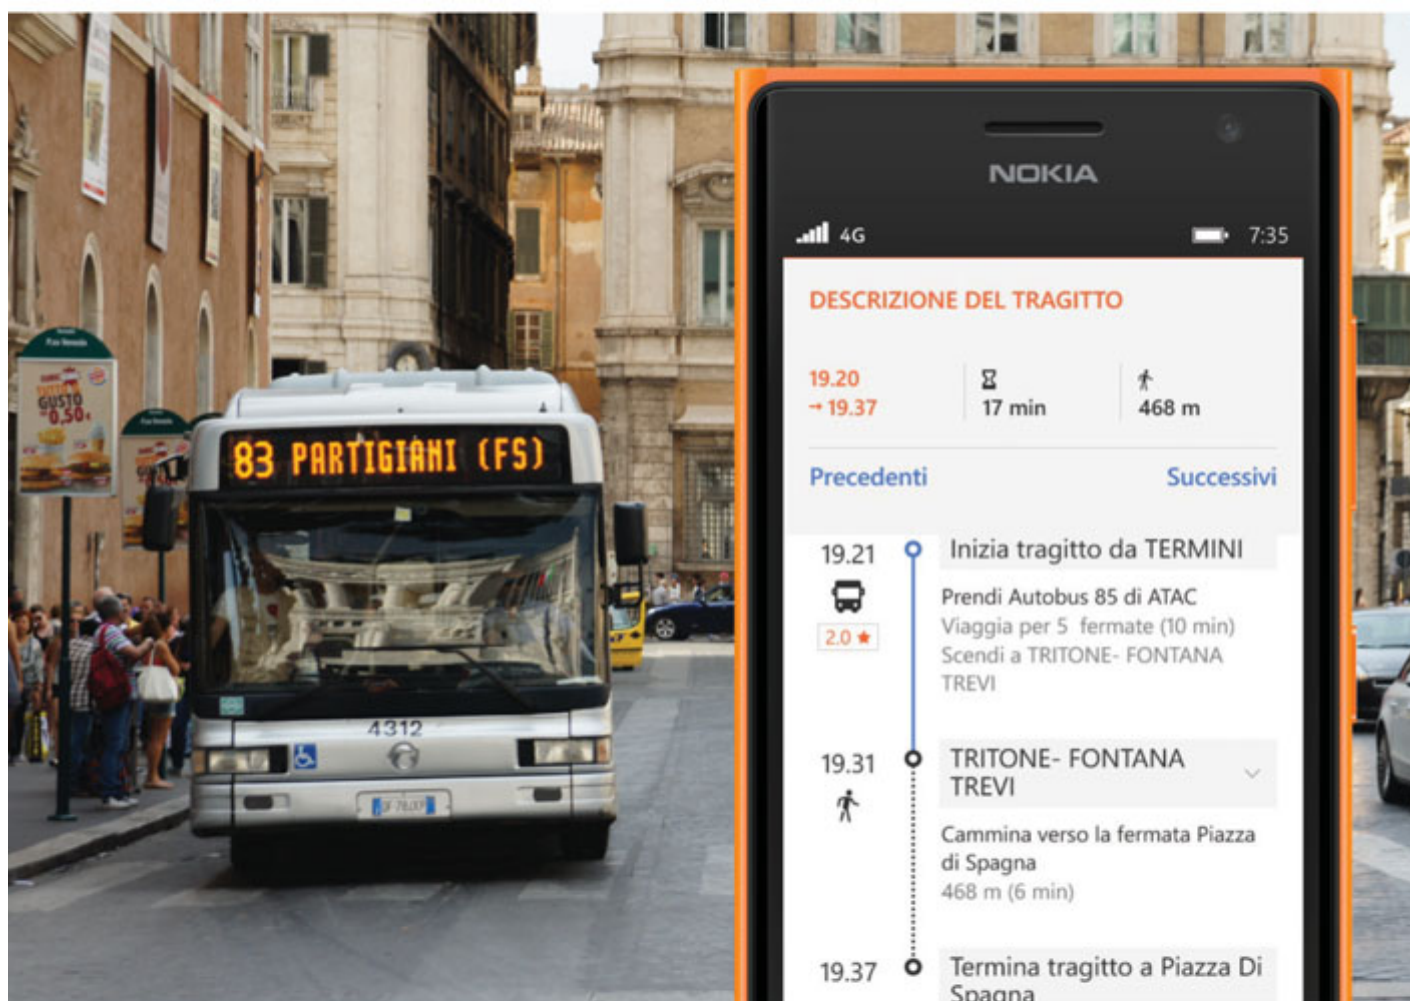 P.za Venezia
GUSTO
0,50€
83 PARTIGIANI (FS)
4312
NOKIA
4G
7:35
DESCRIZIONE DEL TRAGITTO
19.20
→ 19.37
17 min
468 m
Precedenti
Successivi
19.21
Inizia tragitto da TERMINI
Prendi Autobus 85 di ATAC
2.0 ★
Viaggia per 5 fermate (10 min)
Scendi a TRITONE- FONTANA
TREVI
19.31
TRITONE- FONTANA
TREVI
Cammina verso la fermata Piazza
di Spagna
468 m (6 min)
19.37
Termina tragitto a Piazza Di
Spagna